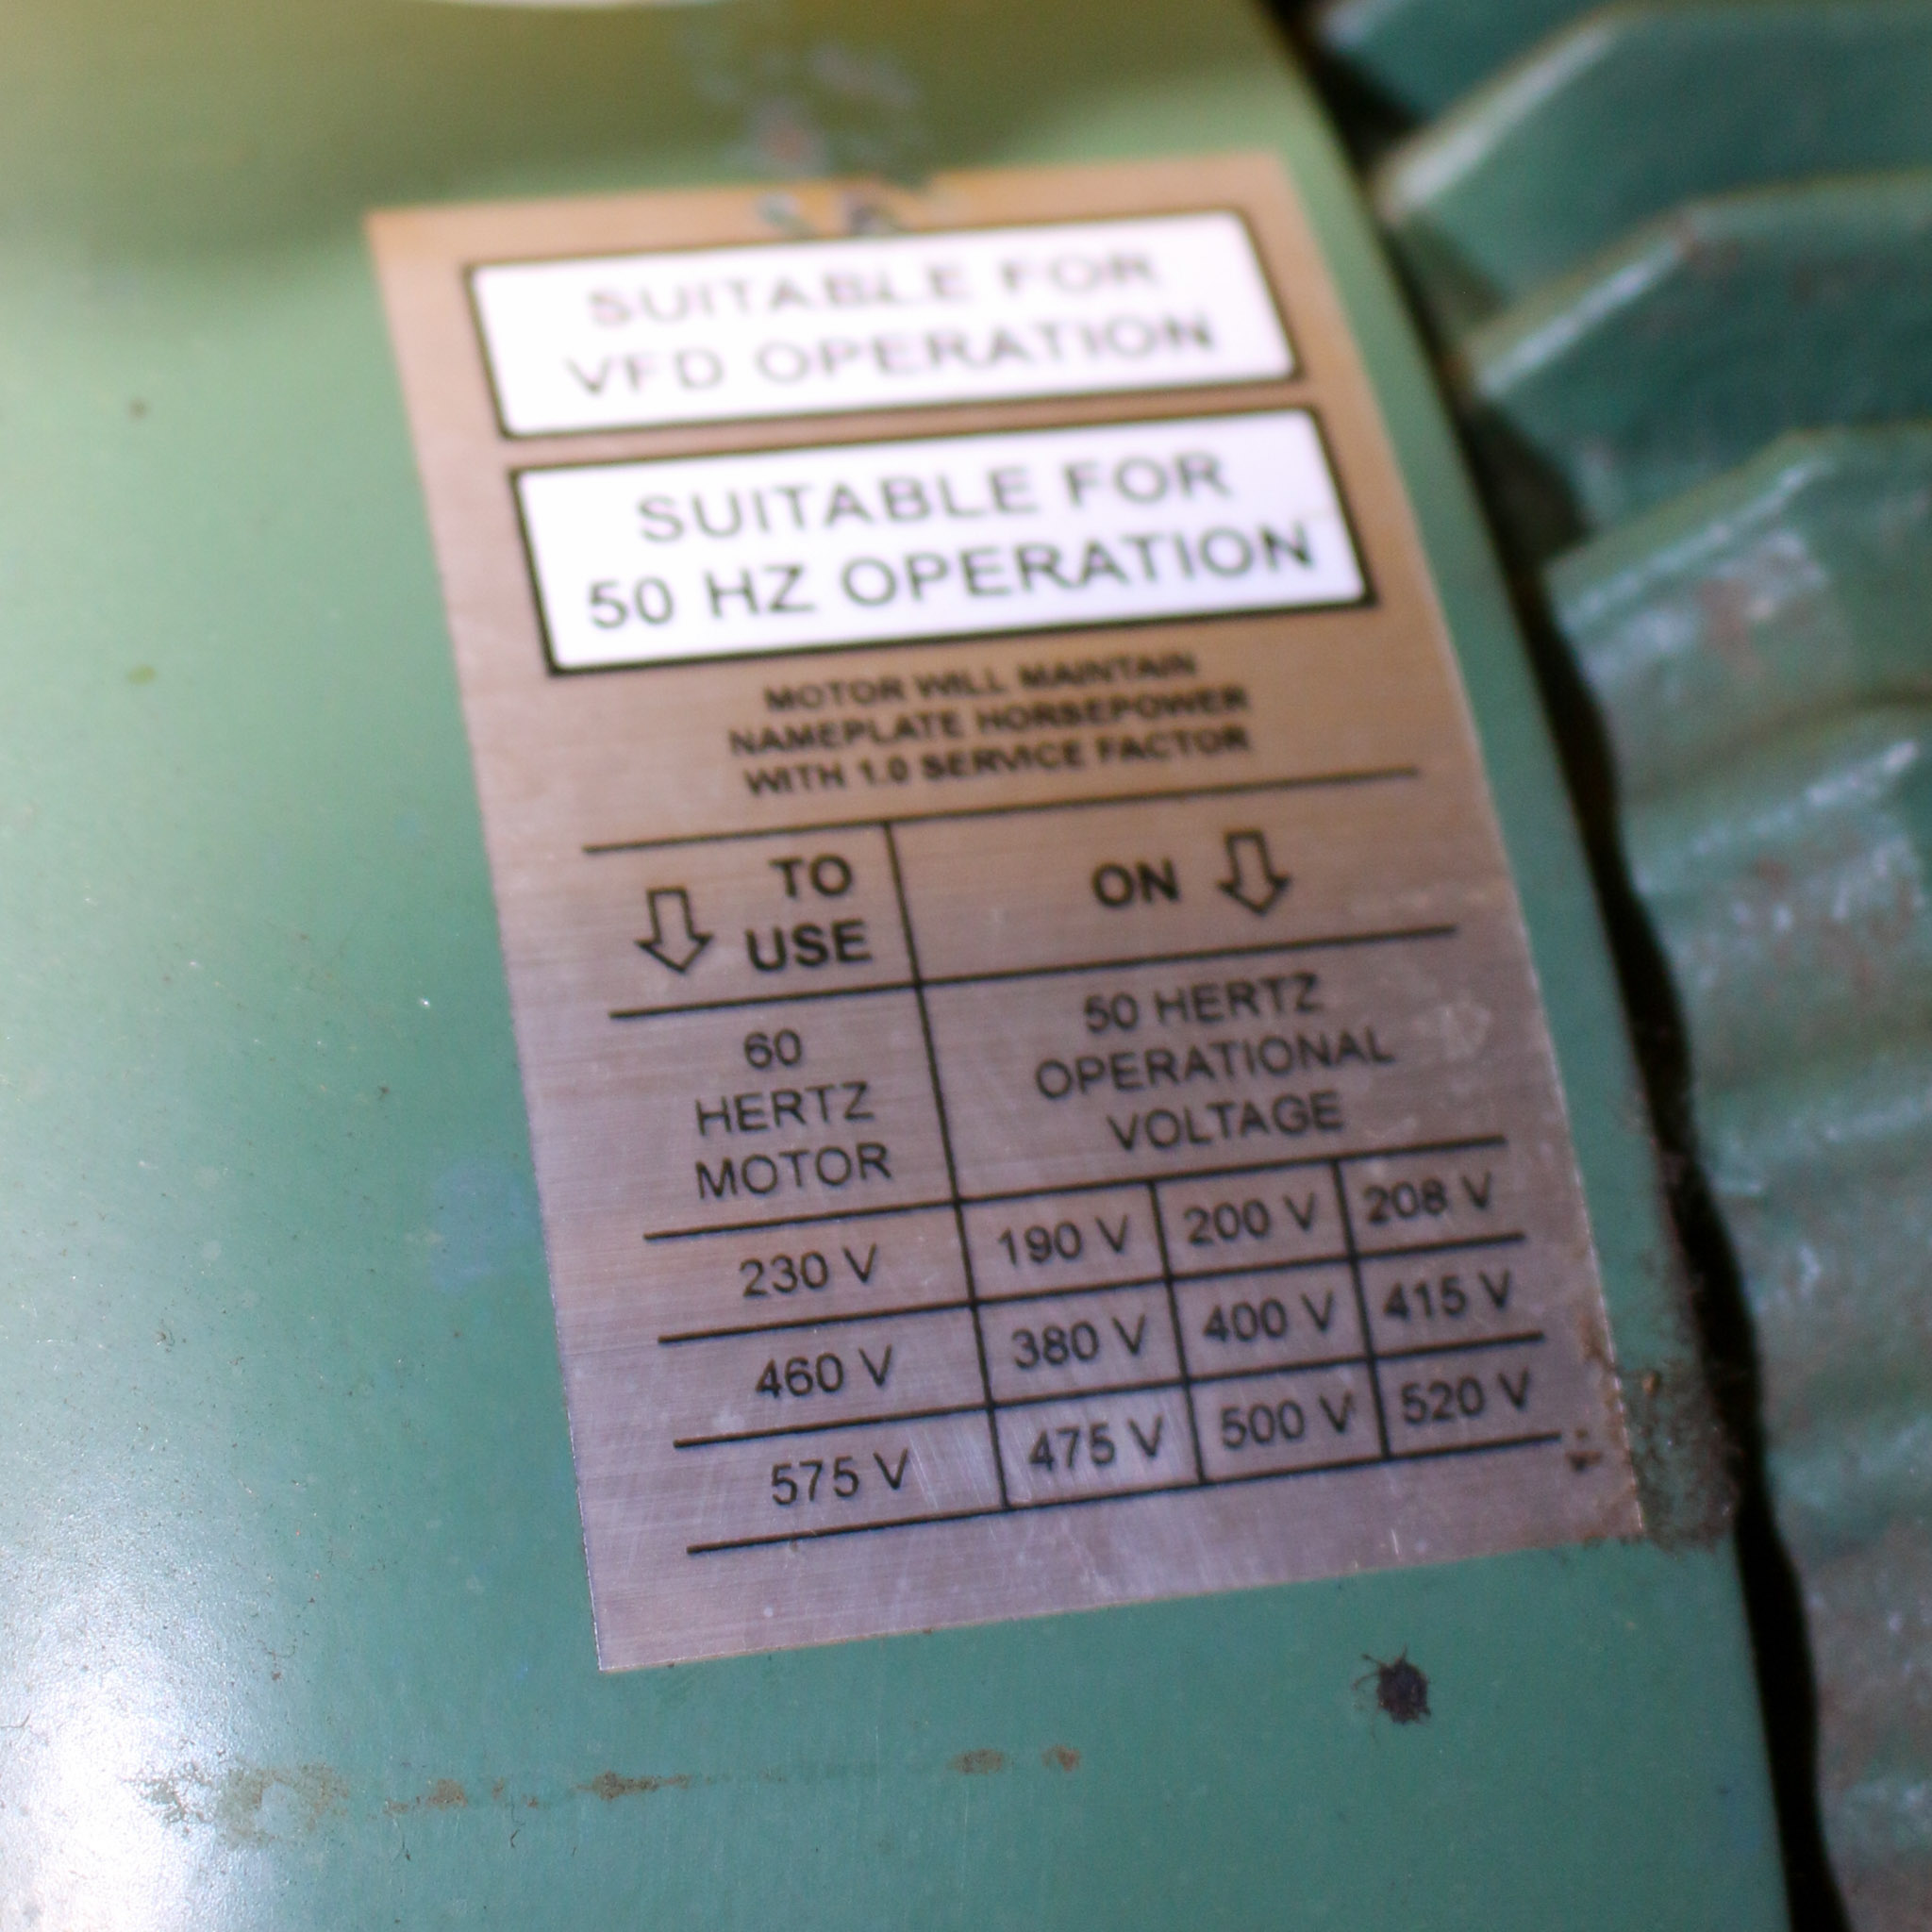 SUITABLE FOR
VFD OPERATION
SUITABLE FOR
50 HZ OPERATION
MOTOR WILL MAINTAIN
NAMEPLATE HORSEPOWER
WITH 1.0 SERVICE FACTOR
TO
USE
ON
60
HERTZ
MOTOR
50 HERTZ
OPERATIONAL
VOLTAGE
230 V 190 V 200 V 208 V
460 V 380 V 400 V 415 V
575 V 475 V 500 V 520 V